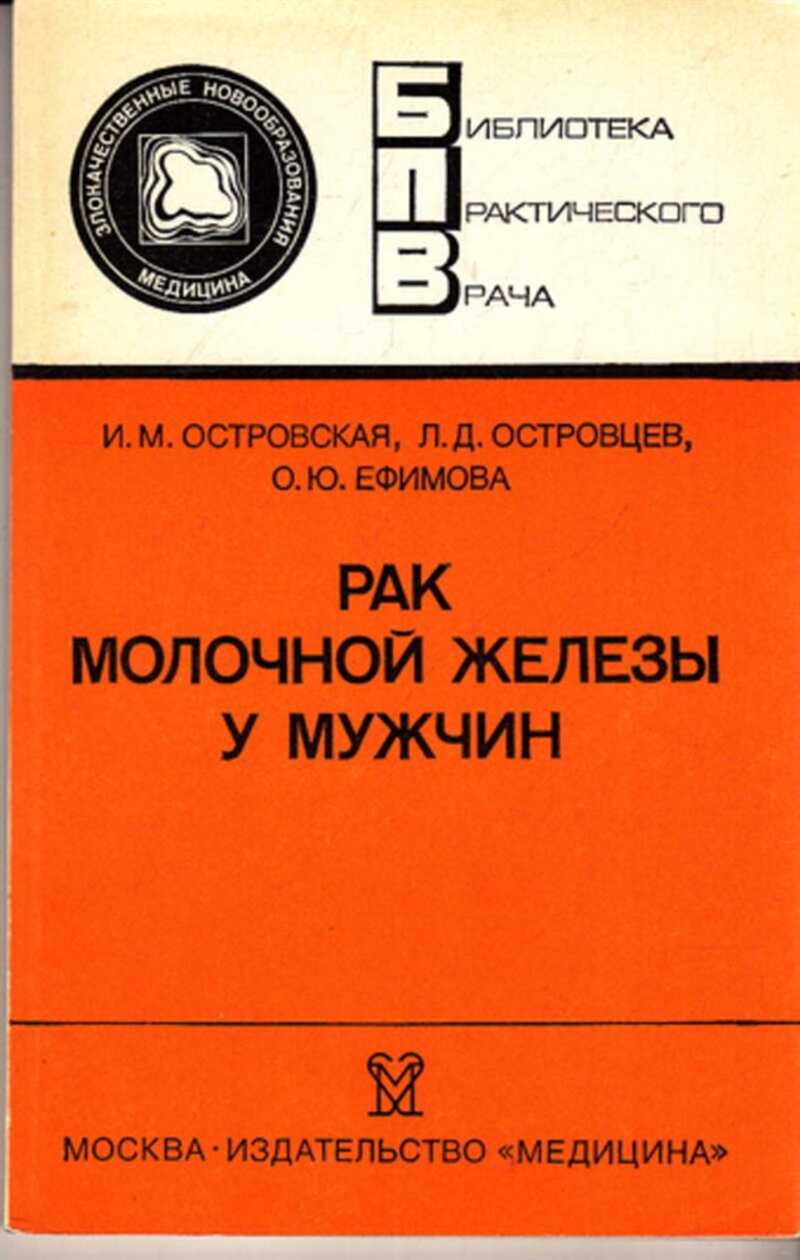 ЗЛОКАЧЕСТВЕННЫЕ НОВООБРАЗОВАНИЯ
МЕДИЦИНА
БИБЛИОТЕКА
ПРАКТИЧЕСКОГО
ВРАЧА
И. М. ОСТРОВСКАЯ, Л. Д. ОСТРОВЦЕВ,
О. Ю. ЕФИМОВА
РАК
МОЛОЧНОЙ ЖЕЛЕЗЫ
У МУЖЧИН
М
МОСКВА · ИЗДАТЕЛЬСТВО «МЕДИЦИНА»